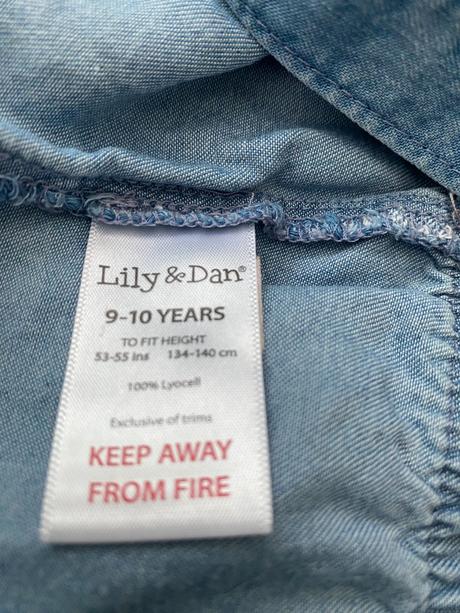 Lily & Dan®
9-10 YEARS
TO FIT HEIGHT
53-55 ins 134-140 cm
100% Lyocell
Exclusive of trims
KEEP AWAY
FROM FIRE